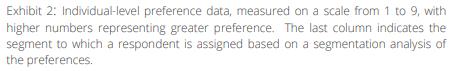 Exhibit 2: Individual-level preference data, measured on a scale from 1 to 9, with
higher numbers representing greater preference. The last column indicates the
segment to which a respondent is assigned based on a segmentation analysis of
the preferences.